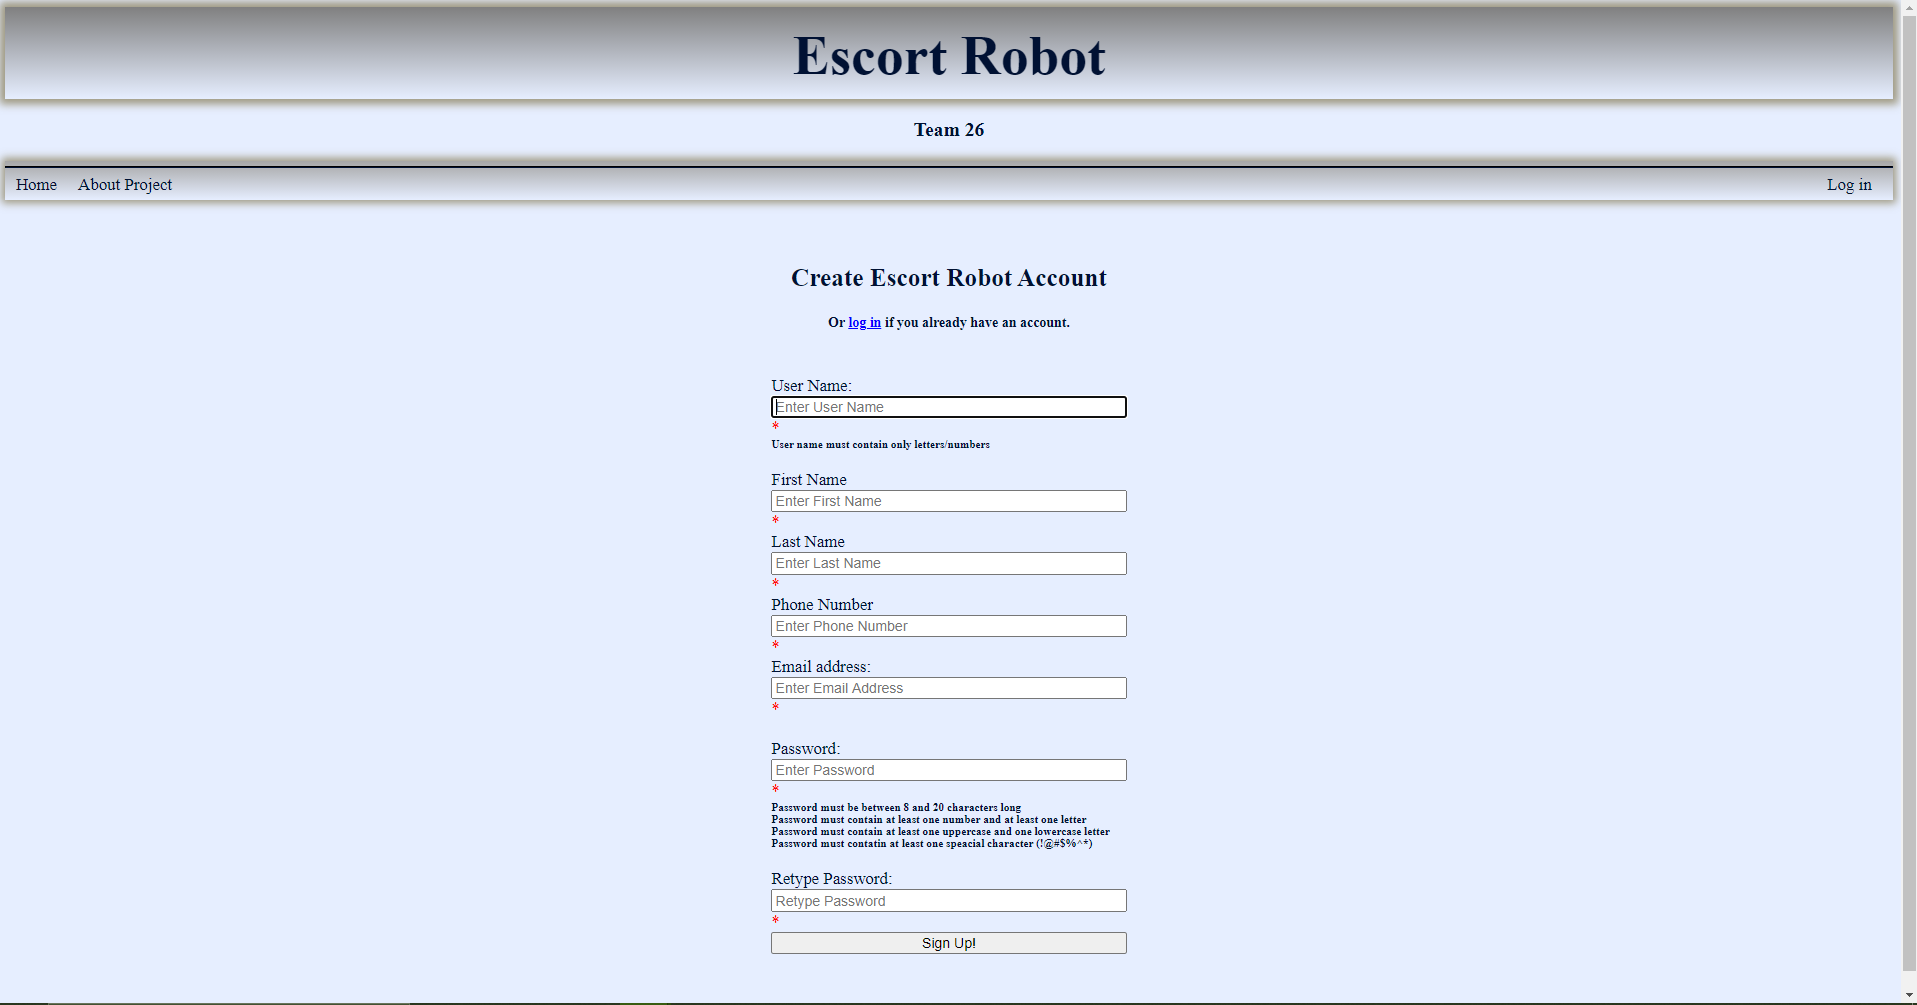 Escort Robot
Team 26
Home About Project Log in
Create Escort Robot Account
Or log in if you already have an account.
User Name:
Enter User Name
*
User name must contain only letters/numbers
First Name
Enter First Name
*
Last Name
Enter Last Name
*
Phone Number
Enter Phone Number
*
Email address:
Enter Email Address
*
Password:
Enter Password
*
Password must be between 8 and 20 characters long
Password must contain at least one number and at least one letter
Password must contain at least one uppercase and one lowercase letter
Password must contatin at least one speacial character (!@#$%^*)
Retype Password:
Retype Password
*
Sign Up!